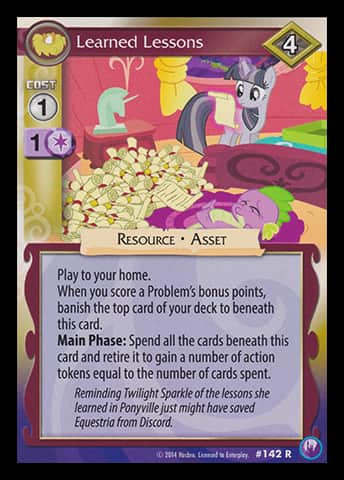 Learned Lessons
4
COST
1
1
RESOURCE • ASSET
Play to your home.
When you score a Problem's bonus points,
banish the top card of your deck to beneath
this card.
Main Phase: Spend all the cards beneath this
card and retire it to gain a number of action
tokens equal to the number of cards spent.
Reminding Twilight Sparkle of the lessons she
learned in Ponyville just might have saved
Equestria from Discord.
© 2014 Hasbro. Licensed to Enterplay. #142 R